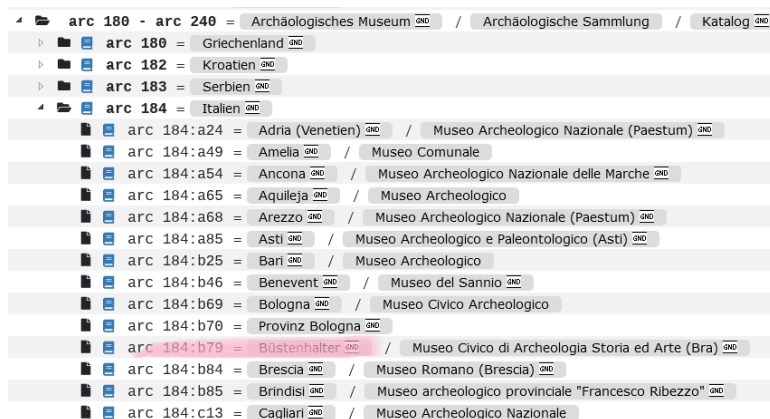 arc 180 - arc 240 = Archäologisches Museum GND / Archäologische Sammlung / Katalog GND
arc 180 = Griechenland GND
arc 182 = Kroatien GND
arc 183 = Serbien GND
arc 184 = Italien GND
arc 184:a24 = Adria (Venetien) GND / Museo Archeologico Nazionale (Paestum) GND
arc 184:a49 = Amelia GND / Museo Comunale
arc 184:a54 = Ancona GND / Museo Archeologico Nazionale delle Marche GND
arc 184:a65 = Aquileja GND / Museo Archeologico
arc 184:a68 = Arezzo GND / Museo Archeologico Nazionale (Paestum) GND
arc 184:a85 = Asti GND / Museo Archeologico e Paleontologico (Asti) GND
arc 184:b25 = Bari GND / Museo Archeologico
arc 184:b46 = Benevent GND / Museo del Sannio GND
arc 184:b69 = Bologna GND / Museo Civico Archeologico
arc 184:b70 = Provinz Bologna GND
arc 184:b79 = Büstenhalter GND / Museo Civico di Archeologia Storia ed Arte (Bra) GND
arc 184:b84 = Brescia GND / Museo Romano (Brescia) GND
arc 184:b85 = Brindisi GND / Museo archeologico provinciale "Francesco Ribezzo" GND
arc 184:c13 = Cagliari GND / Museo Archeologico Nazionale